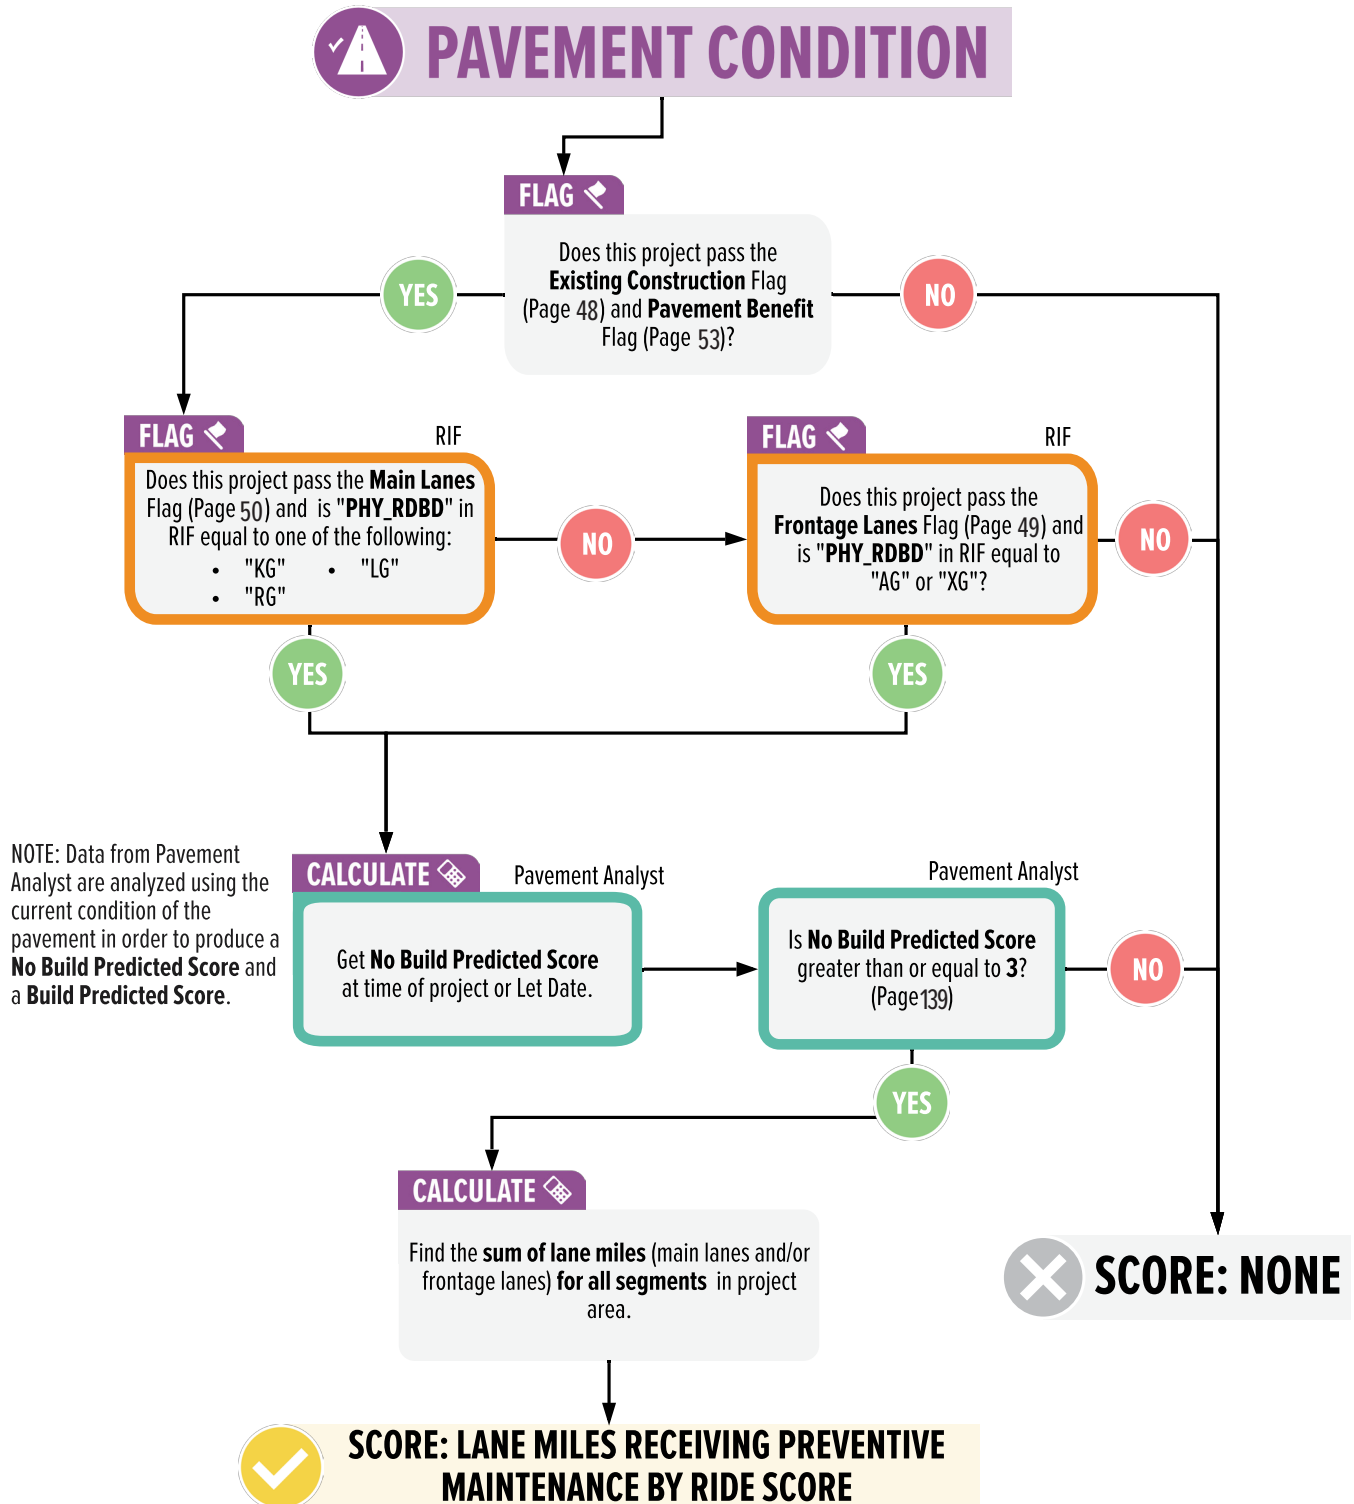 PAVEMENT CONDITION
FLAG
Does this project pass the
Existing Construction Flag
(Page 48) and Pavement Benefit
Flag (Page 53)?
YES
NO
FLAG
RIF
Does this project pass the Main Lanes
Flag (Page 50) and is "PHY_RDBD" in
RIF equal to one of the following:
• "KG" • "LG"
• "RG"
NO
FLAG
RIF
Does this project pass the
Frontage Lanes Flag (Page 49) and
is "PHY_RDBD" in RIF equal to
"AG" or "XG"?
NO
YES
YES
NOTE: Data from Pavement
Analyst are analyzed using the
current condition of the
pavement in order to produce a
No Build Predicted Score and
a Build Predicted Score.
CALCULATE
Pavement Analyst
Get No Build Predicted Score
at time of project or Let Date.
Pavement Analyst
Is No Build Predicted Score
greater than or equal to 3?
(Page 139)
NO
YES
CALCULATE
Find the sum of lane miles (main lanes and/or
frontage lanes) for all segments in project
area.
SCORE: NONE
SCORE: LANE MILES RECEIVING PREVENTIVE
MAINTENANCE BY RIDE SCORE